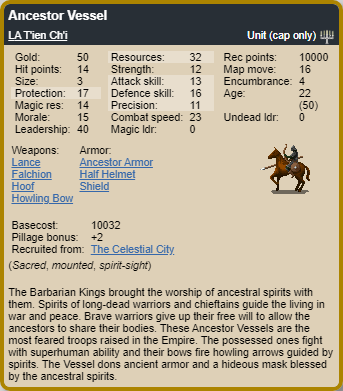 Ancestor Vessel
LA T'ien Ch'i Unit (cap only)
Gold: 50 Resources: 32 Rec points: 10000
Hit points: 14 Strength: 12 Map move: 16
Size: 3 Attack skill: 13 Encumbrance: 4
Protection: 17 Defence skill: 16 Age: 22
Magic res: 14 Precision: 11 (50)
Morale: 15 Combat speed: 23 Undead ldr: 0
Leadership: 40 Magic ldr: 0
Weapons: Armor:
Lance Ancestor Armor
Falchion Half Helmet
Hoof Shield
Howling Bow
Basecost: 10032
Pillage bonus: +2
Recruited from: The Celestial City
(Sacred, mounted, spirit-sight)
The Barbarian Kings brought the worship of ancestral spirits with
them. Spirits of long-dead warriors and chieftains guide the living in
war and peace. Brave warriors give up their free will to allow the
ancestors to share their bodies. These Ancestor Vessels are the
most feared troops raised in the Empire. The possessed ones fight
with superhuman ability and their bows fire howling arrows guided by
spirits. The Vessel dons ancient armor and a hideous mask blessed
by the ancestral spirits.